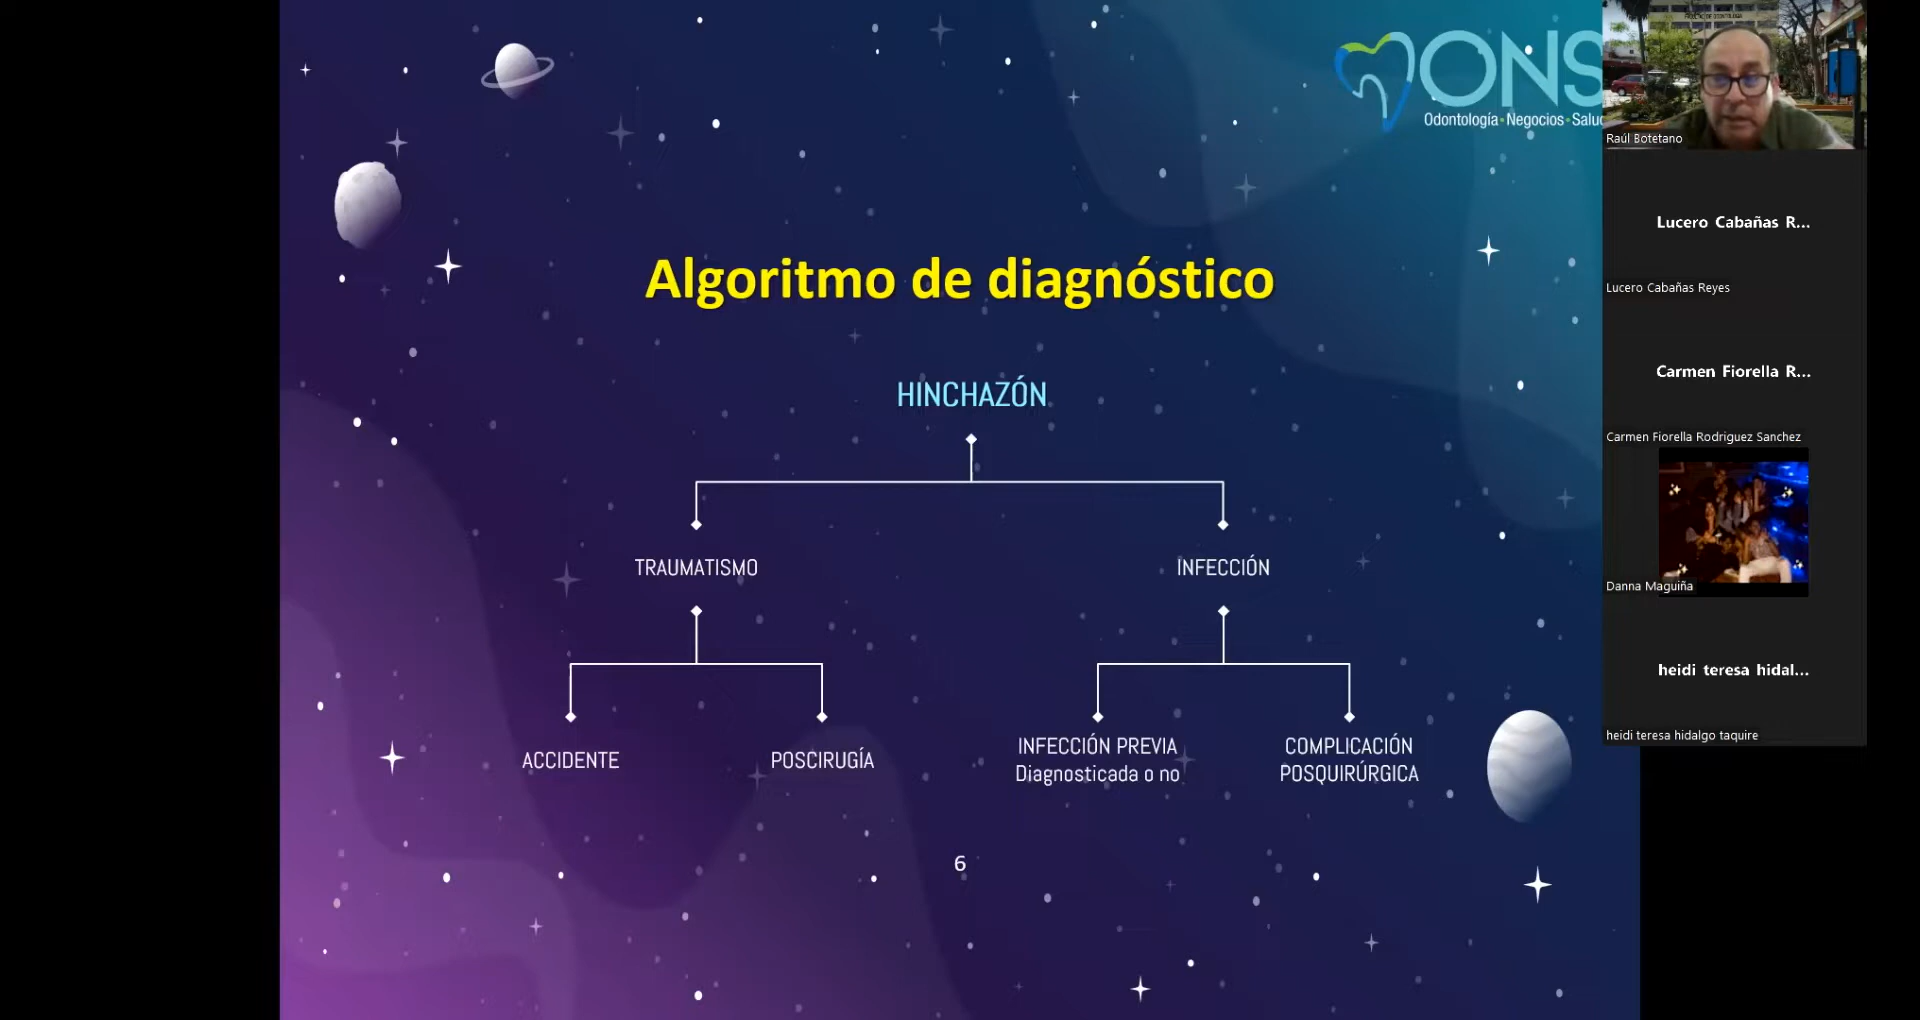 ONS
Odontología•Negocios•Salud
Algoritmo de diagnóstico
HINCHAZÓN
TRAUMATISMO
INFECCIÓN
ACCIDENTE
POSCIRUGÍA
INFECCIÓN PREVIA
Diagnosticada o no
COMPLICACIÓN
POSQUIRÚRGICA
6
Raúl Botetano
Lucero Cabañas R...
Lucero Cabañas Reyes
Carmen Fiorella R...
Carmen Fiorella Rodriguez Sanchez
Danna Maguiña
heidi teresa hidal...
heidi teresa hidalgo taquire